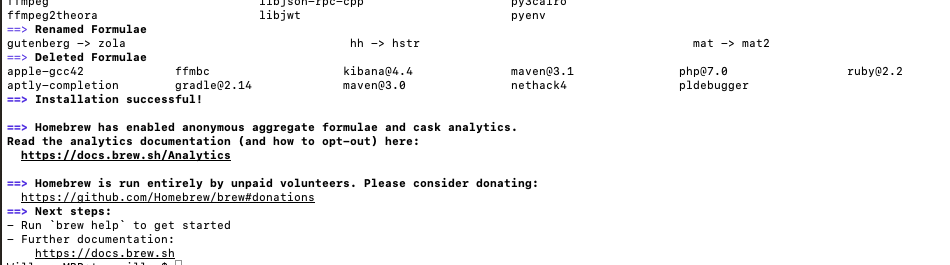 ffmpeg libjson-rpc-cpp py3cairo
ffmpeg2theora libjwt pyenv
==> Renamed Formulae
gutenberg -> zola hh -> hstr mat -> mat2
==> Deleted Formulae
apple-gcc42 ffmbc kibana@4.4 maven@3.1 php@7.0 ruby@2.2
aptly-completion gradle@2.14 maven@3.0 nethack4 pldebugger
==> Installation successful!
==> Homebrew has enabled anonymous aggregate formulae and cask analytics.
Read the analytics documentation (and how to opt-out) here:
https://docs.brew.sh/Analytics
==> Homebrew is run entirely by unpaid volunteers. Please consider donating:
https://github.com/Homebrew/brew#donations
==> Next steps:
- Run `brew help` to get started
- Further documentation:
https://docs.brew.sh